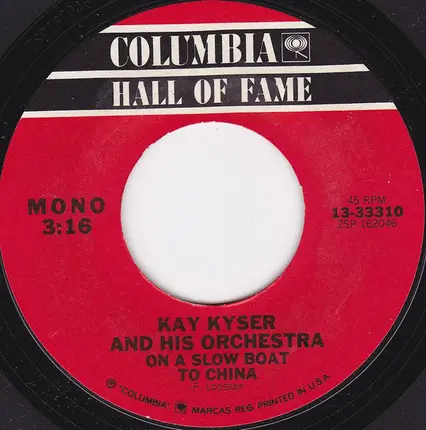 COLUMBIA
HALL OF FAME
MONO
3:16
45 RPM
13-33310
ZSP 162046
KAY KYSER
AND HIS ORCHESTRA
ON A SLOW BOAT
TO CHINA
-F. Loesser-
℗ "COLUMBIA" MARCAS REG. PRINTED IN U.S.A.